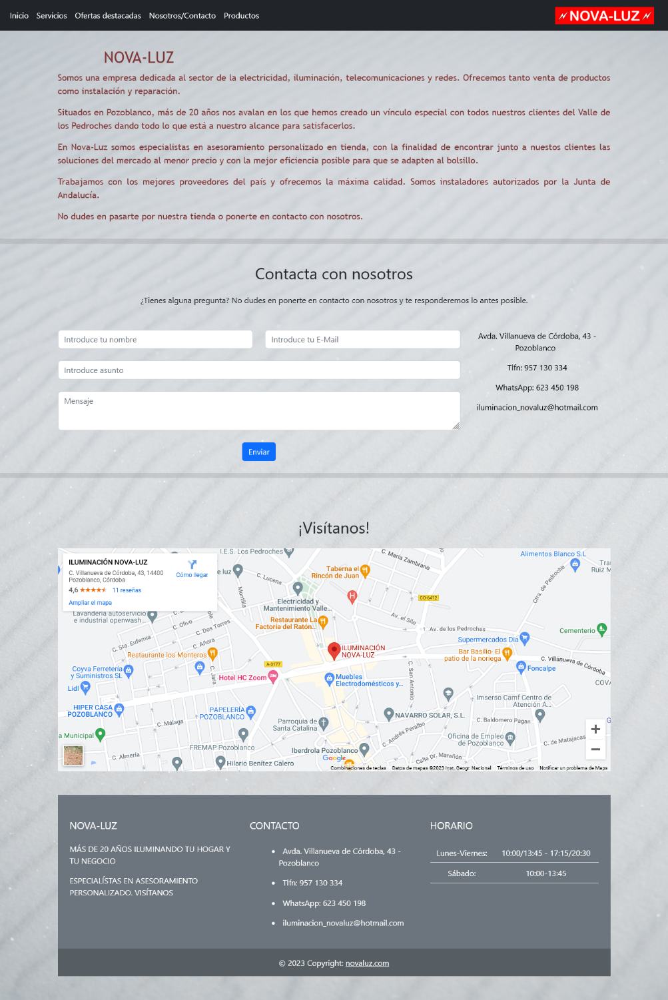 Inicio Servicios Ofertas destacadas Nosotros/Contacto Productos
NOVA-LUZ
NOVA-LUZ
Somos una empresa dedicada al sector de la electricidad, iluminación, telecomunicaciones y redes. Ofrecemos tanto venta de productos
como instalación y reparación.
Situados en Pozoblanco, más de 20 años nos avalan en los que hemos creado un vínculo especial con todos nuestros clientes del Valle de
los Pedroches dando todo lo que está a nuestro alcance para satisfacerlos.
En Nova-Luz somos especialistas en asesoramiento personalizado en tienda, con la finalidad de encontrar junto a nuestos clientes las
soluciones del mercado al menor precio y con la mejor eficiencia posible para que se adapten al bolsillo.
Trabajamos con los mejores proveedores del país y ofrecemos la máxima calidad. Somos instaladores autorizados por la Junta de
Andalucía.
No dudes en pasarte por nuestra tienda o ponerte en contacto con nosotros.
Contacta con nosotros
¿Tienes alguna pregunta? No dudes en ponerte en contacto con nosotros y te responderemos lo antes posible.
Introduce tu nombre
Introduce tu E-Mail
Introduce asunto
Mensaje
Enviar
Avda. Villanueva de Córdoba, 43 -
Pozoblanco
Tlfn: 957 130 334
WhatsApp: 623 450 198
iluminacion_novaluz@hotmail.com
¡Visítanos!
ILUMINACIÓN NOVA-LUZ
C. Villanueva de Córdoba, 43, 14400
Pozoblanco, Córdoba
4,6 11 reseñas
Ampliar el mapa
Cómo llegar
I.E.S. Los Pedroches
C. María Zambrano
Alimentos Blanco S.L
Ruiz M
e luz
C. Lucena
Taberna el
Rincón de Juan
Montilla
Ctra. de Pedroche
Electricidad y
Mantenimiento Valle...
CO-6412
Lavandería autoservicio
e industrial openwash...
Restaurante La
Factoría del Ratón...
Av. el Silo
C. Olivo
C. Dos Torres
Av. de los Pedroches
Cementerio
C. Sta. Eufemia
C. Añora
Supermercados Dia
Restaurante los Monteros
ILUMINACIÓN
NOVA-LUZ
Bar Basilio- El
patio de la noriega
C. Villanueva de Córdoba
Coyva Ferretería
y Suministros SL
C. Jara
A-3177
Foncalpe
Hotel HC Zoom
Muebles
Electrodomésticos y...
C. San Antonio
COVA
Lidl
HIPER CASA
POZOBLANCO
PAPELERÍA
POZOBLANCO
Imserso Camf Centro de
Atención A...
NAVARRO SOLAR, S.L.
C. Málaga
Parroquia de
Santa Catalina
C. Baldomero Pagan
a Municipal
C. Andrés Peralbo
Oficina de Empleo
de Pozoblanco
C. de Matajacas
FREMAP Pozoblanco
Iberdrola Pozoblanco
C. Almería
Hilario Benítez Calero
Google
Calle Dr. Marañón
Combinaciones de teclas Datos de mapas ©2023 Inst. Geogr. Nacional Términos de uso Notificar un problema de Maps
NOVA-LUZ
MÁS DE 20 AÑOS ILUMINANDO TU HOGAR Y
TU NEGOCIO
ESPECIALÍSTAS EN ASESORAMIENTO
PERSONALIZADO. VISÍTANOS
CONTACTO
• Avda. Villanueva de Córdoba, 43 -
Pozoblanco
• Tlfn: 957 130 334
• WhatsApp: 623 450 198
• iluminacion_novaluz@hotmail.com
HORARIO
Lunes-Viernes: 10:00/13:45 - 17:15/20:30
Sábado: 10:00-13:45
© 2023 Copyright: novaluz.com